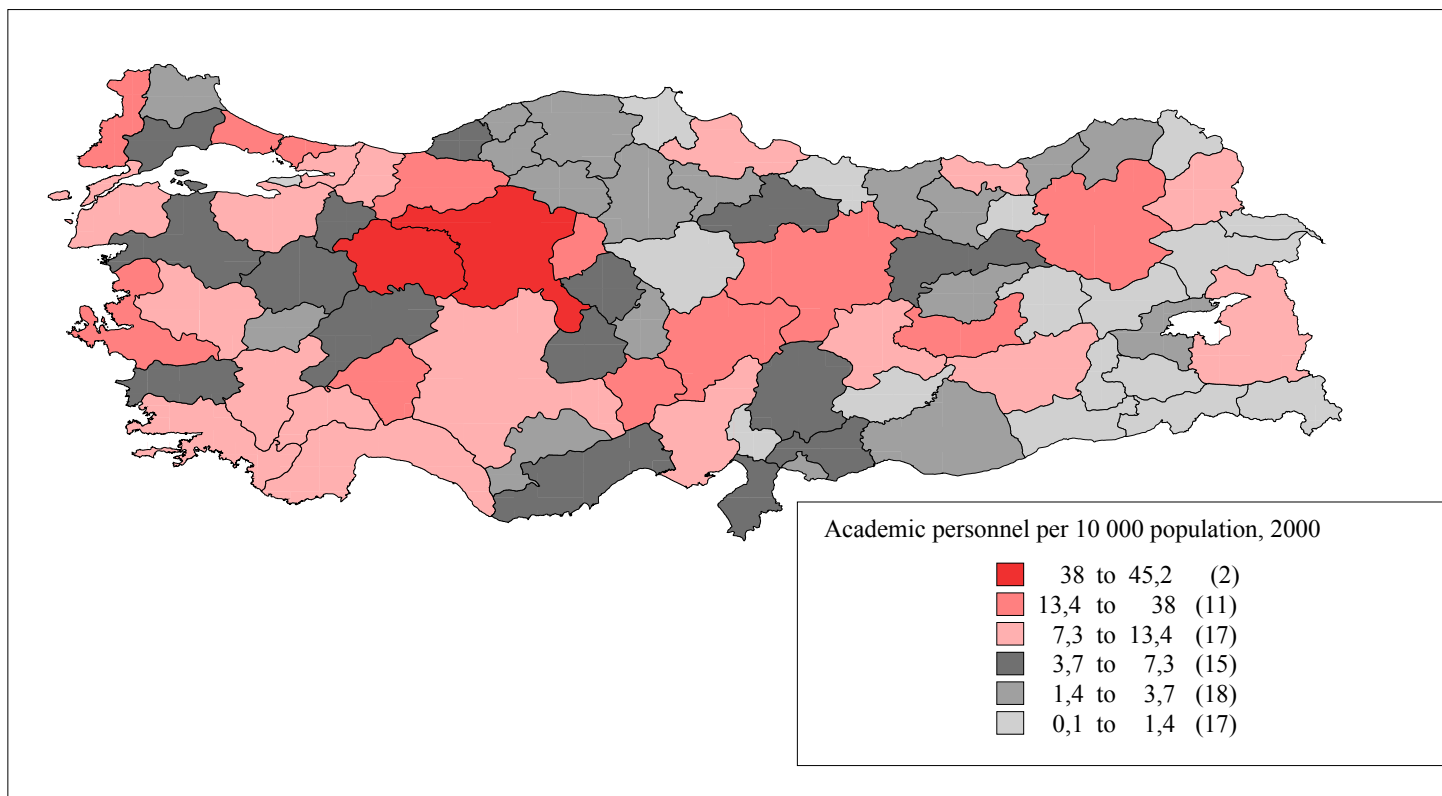 Academic personnel per 10 000 population, 2000
38 to 45,2 (2)
13,4 to 38 (11)
7,3 to 13,4 (17)
3,7 to 7,3 (15)
1,4 to 3,7 (18)
0,1 to 1,4 (17)